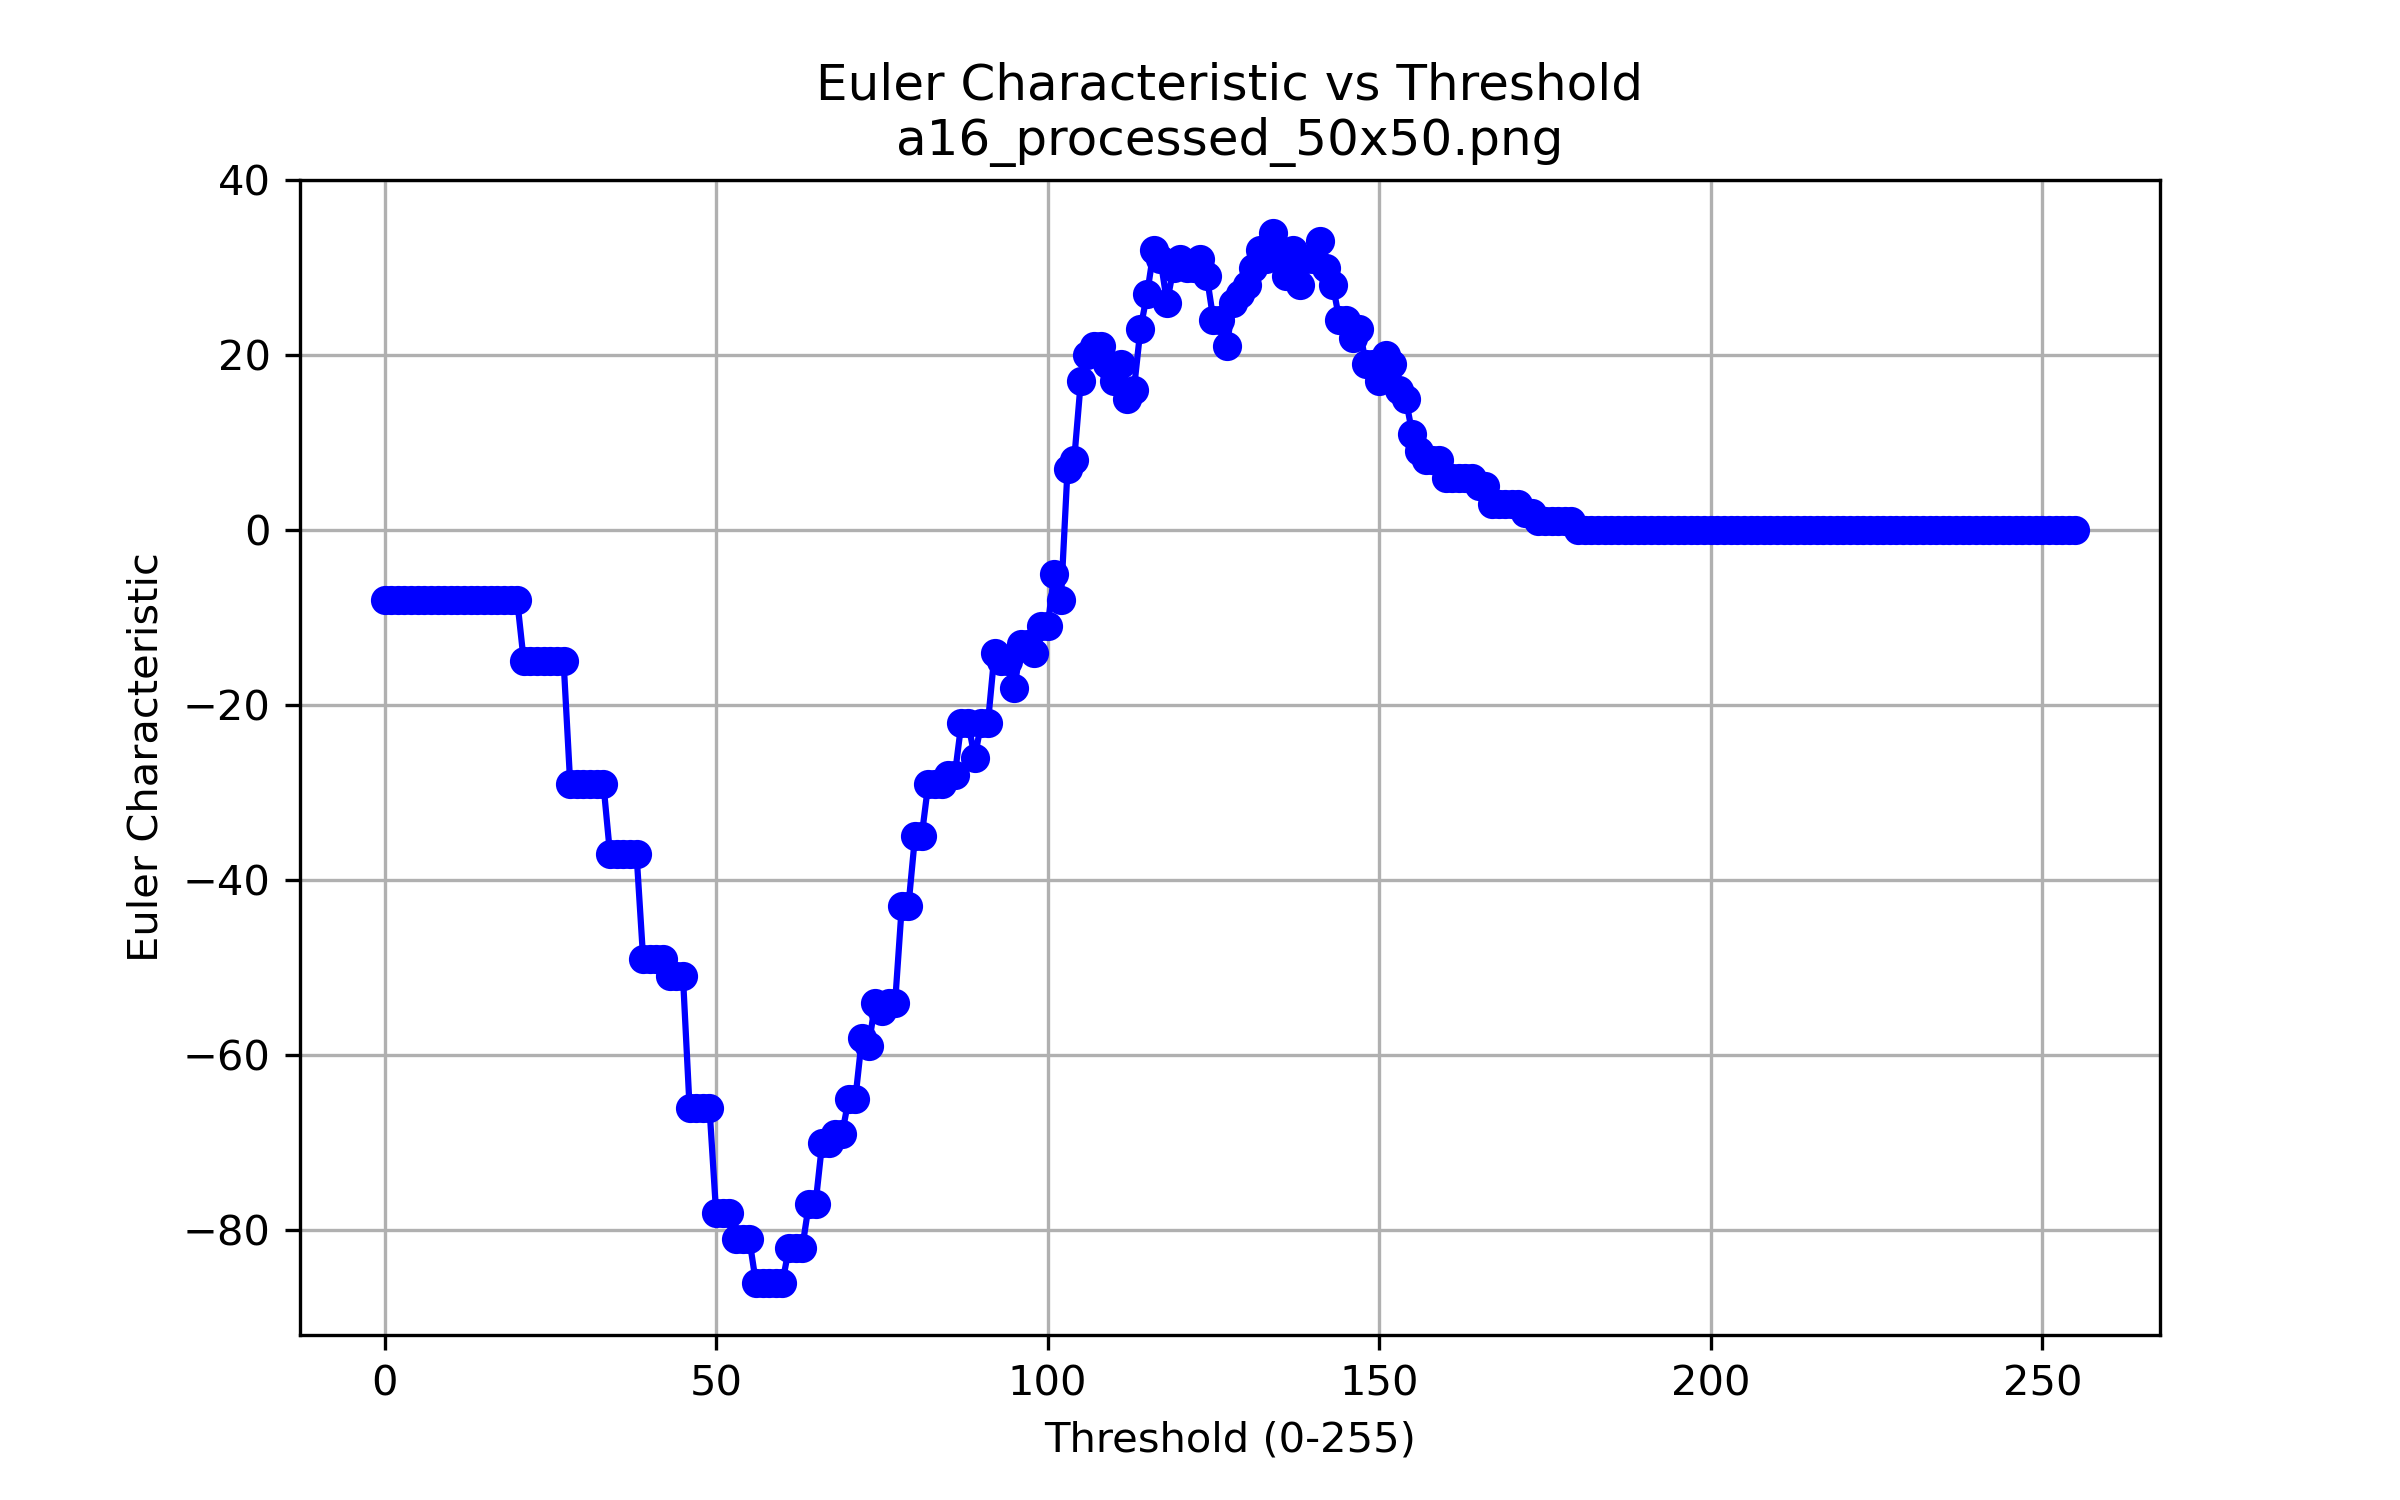 Euler Characteristic vs Threshold
a16_processed_50x50.png
40
20
0
−20
−40
−60
−80
Euler Characteristic
0 50 100 150 200 250
Threshold (0-255)